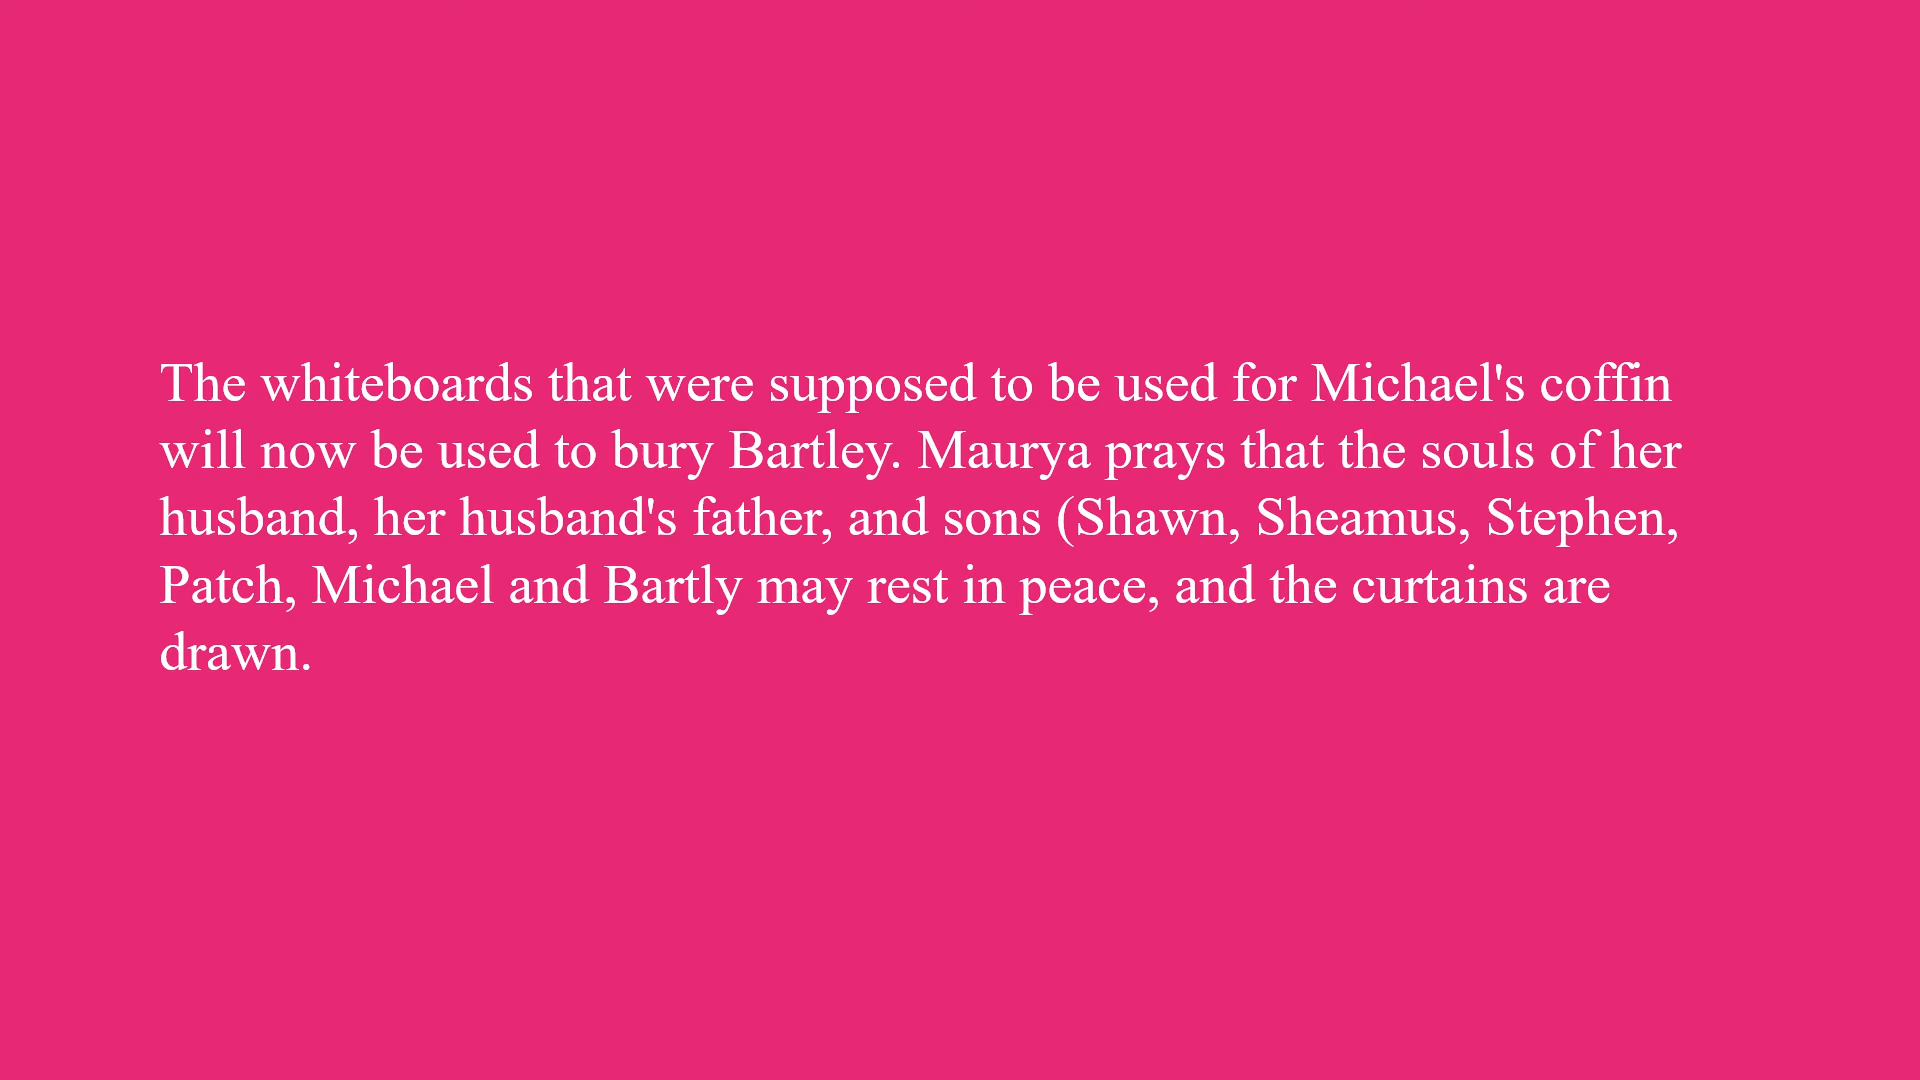 The whiteboards that were supposed to be used for Michael's coffin
will now be used to bury Bartley. Maurya prays that the souls of her
husband, her husband's father, and sons (Shawn, Sheamus, Stephen,
Patch, Michael and Bartly may rest in peace, and the curtains are
drawn.